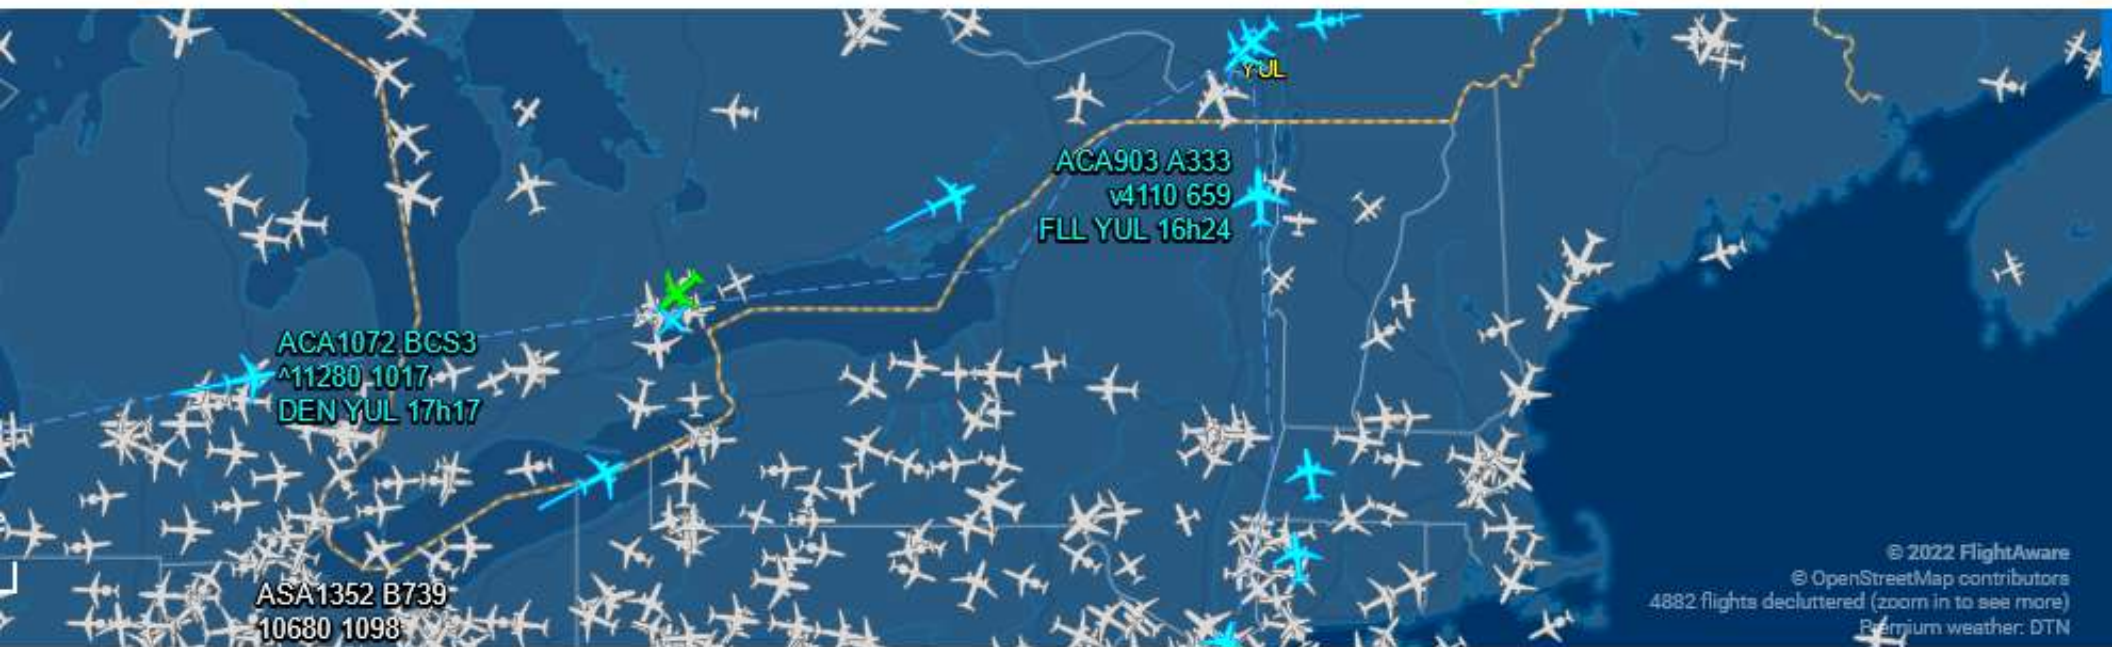 YUL
ACA903 A333
v4110 659
FLL YUL 16h24
ACA1072 BCS3
^11280 1017
DEN YUL 17h17
ASA1352 B739
10680 1098
© 2022 FlightAware
© OpenStreetMap contributors
4882 flights decluttered (zoom in to see more)
Premium weather: DTN